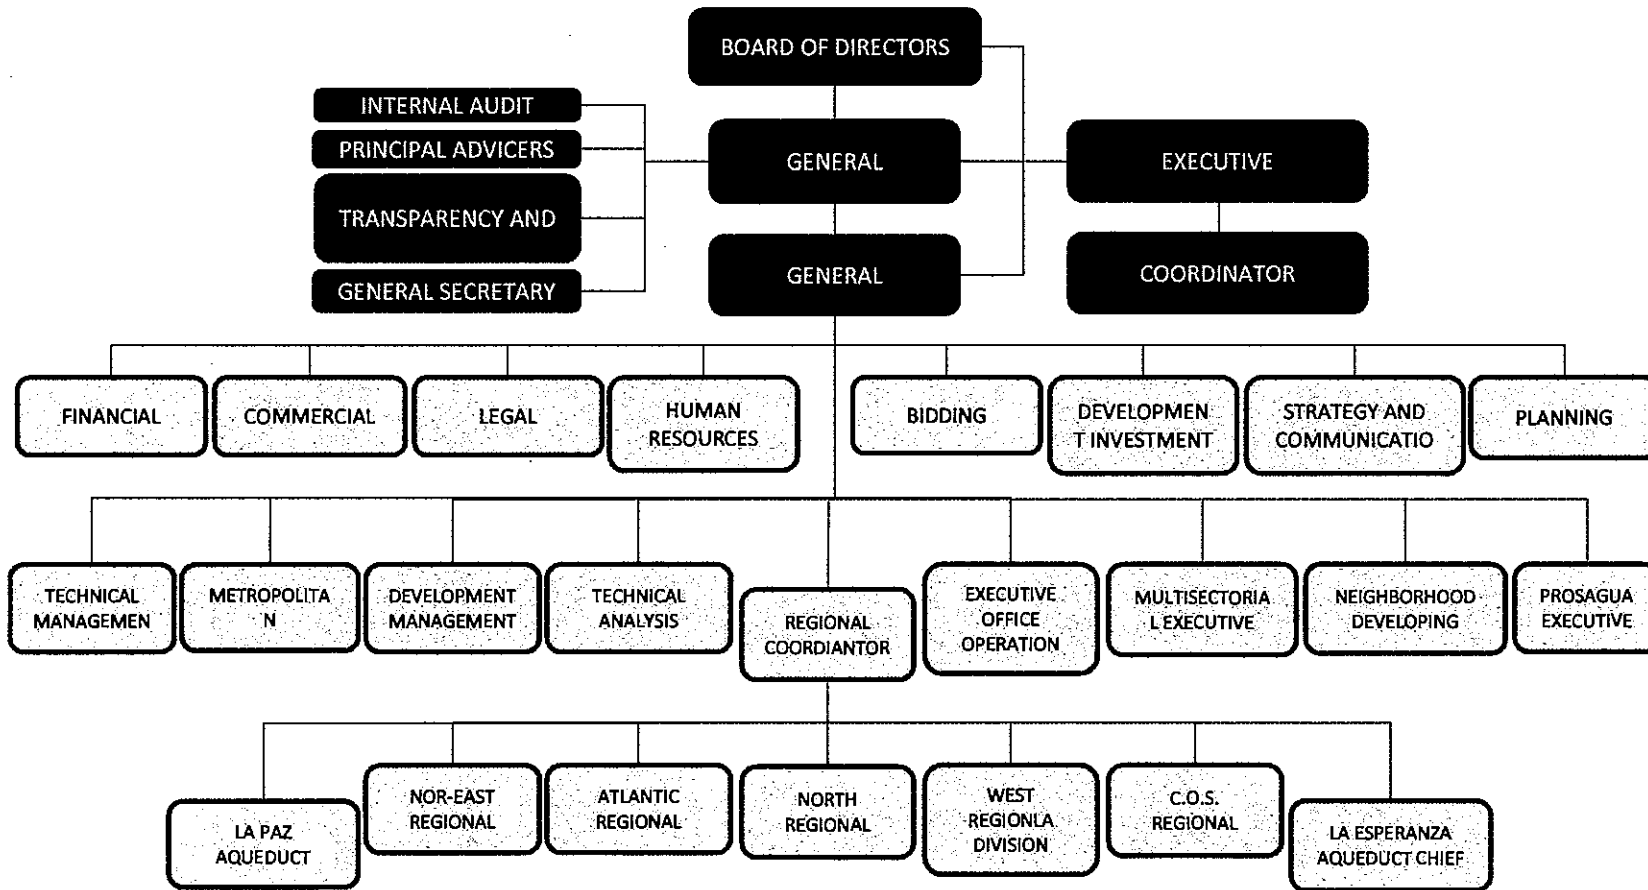 BOARD OF DIRECTORS
INTERNAL AUDIT
PRINCIPAL ADVICERS
TRANSPARENCY AND
GENERAL SECRETARY
GENERAL
EXECUTIVE
GENERAL
COORDINATOR
FINANCIAL
COMMERCIAL
LEGAL
HUMAN
RESOURCES
BIDDING
DEVELOPMEN
T INVESTMENT
STRATEGY AND
COMMUNICATIO
PLANNING
TECHNICAL
MANAGEMEN
METROPOLITA
N
DEVELOPMENT
MANAGEMENT
TECHNICAL
ANALYSIS
REGIONAL
COORDIANTOR
EXECUTIVE
OFFICE
OPERATION
MULTISECTORIA
L EXECUTIVE
NEIGHBORHOOD
DEVELOPING
PROSAGUA
EXECUTIVE
LA PAZ
AQUEDUCT
NOR-EAST
REGIONAL
ATLANTIC
REGIONAL
NORTH
REGIONAL
WEST
REGIONLA
DIVISION
C.O.S.
REGIONAL
LA ESPERANZA
AQUEDUCT CHIEF